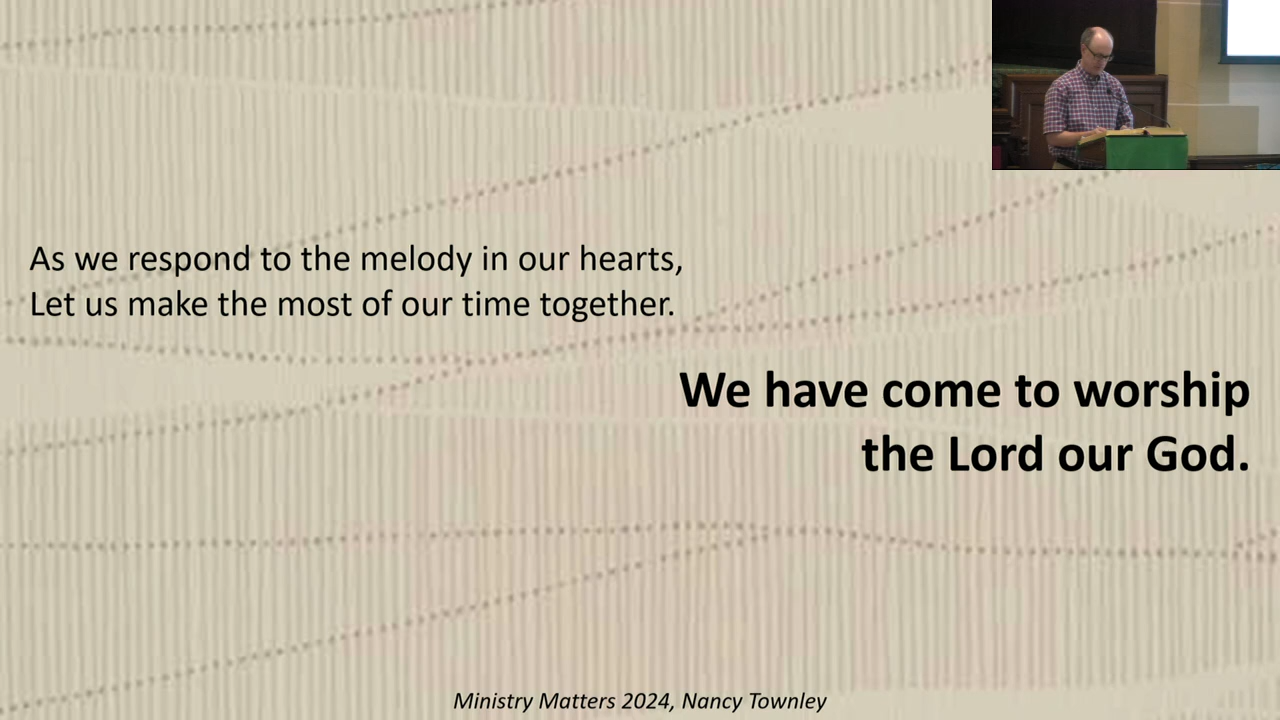 As we respond to the melody in our hearts,
Let us make the most of our time together.
We have come to worship
the Lord our God.
Ministry Matters 2024, Nancy Townley